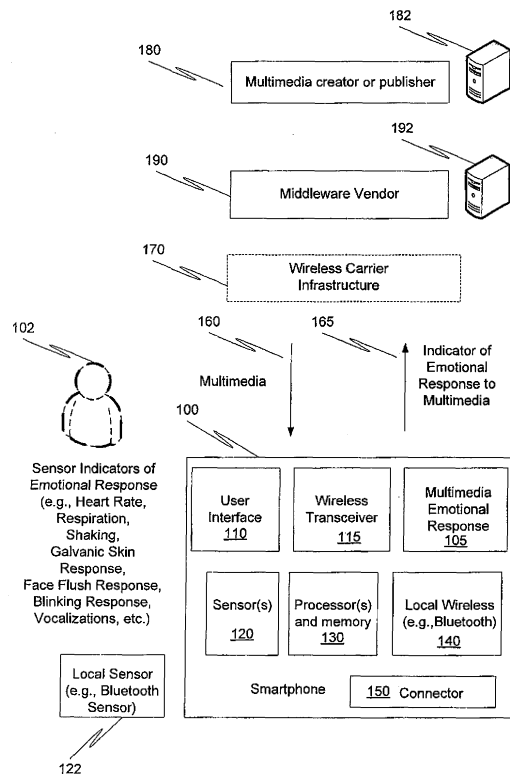 182
180
Multimedia creator or publisher
192
190
Middleware Vendor
170
Wireless Carrier
Infrastructure
102
160
165
Indicator of
Emotional
Response to
Multimedia
Multimedia
100
Sensor Indicators of
Emotional Response
(e.g., Heart Rate,
Respiration,
Shaking,
Galvanic Skin
Response,
Face Flush Response,
Blinking Response,
Vocalizations, etc.)
User
Interface
110
Wireless
Transceiver
115
Multimedia
Emotional
Response
105
Sensor(s)
120
Processor(s)
and memory
130
Local Wireless
(e.g.,Bluetooth)
140
Smartphone
150 Connector
Local Sensor
(e.g., Bluetooth
Sensor)
122